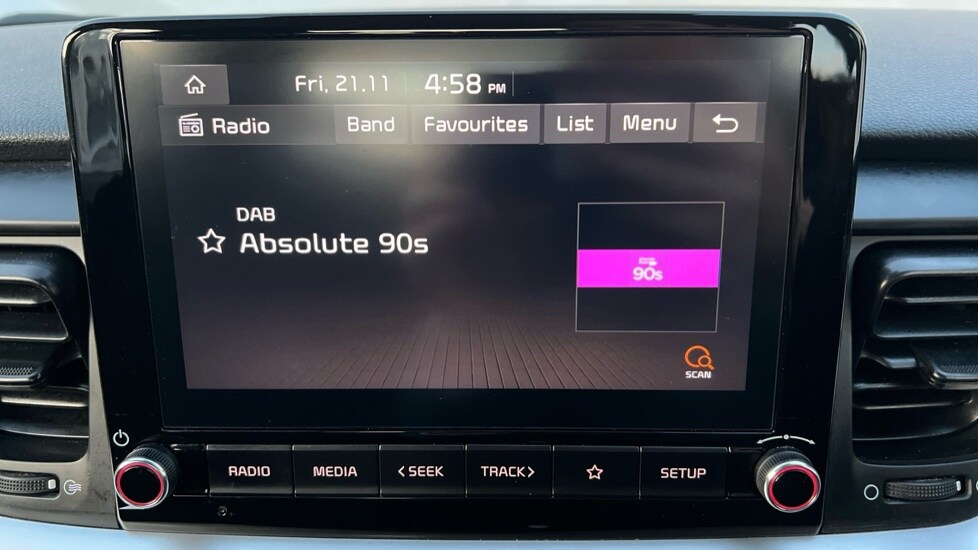 Fri, 21.11 4:58 PM
Radio Band Favourites List Menu
DAB
Absolute 90s
90s
SCAN
RADIO MEDIA <SEEK TRACK> SETUP